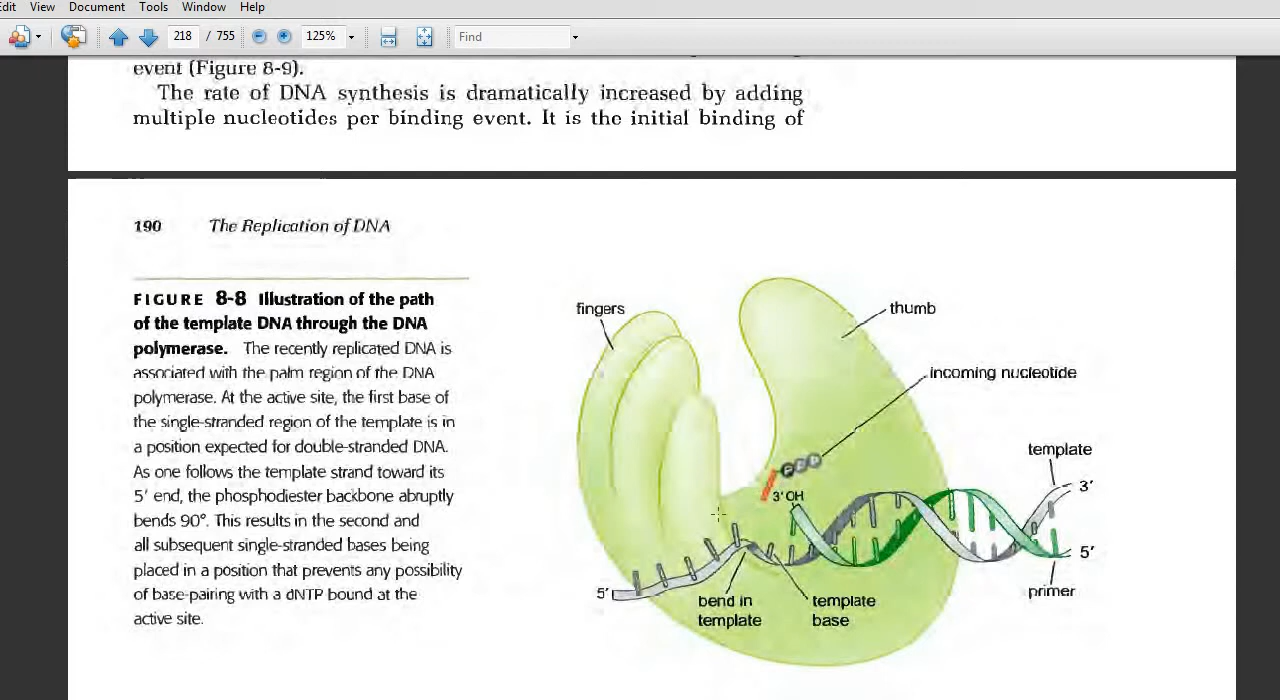 Edit View Document Tools Window Help
218 / 755 125% Find
event (Figure 8-9).
The rate of DNA synthesis is dramatically increased by adding
multiple nucleotides per binding event. It is the initial binding of
190 The Replication of DNA
FIGURE 8-8 Illustration of the path
of the template DNA through the DNA
polymerase. The recently replicated DNA is
associated with the palm region of the DNA
polymerase. At the active site, the first base of
the single-stranded region of the template is in
a position expected for double-stranded DNA.
As one follows the template strand toward its
5′ end, the phosphodiester backbone abruptly
bends 90°. This results in the second and
all subsequent single-stranded bases being
placed in a position that prevents any possibility
of base-pairing with a dNTP bound at the
active site.
fingers
thumb
incoming nucleotide
P P P
template
3′ OH
3′
5′
5′
bend in
template
template
base
primer